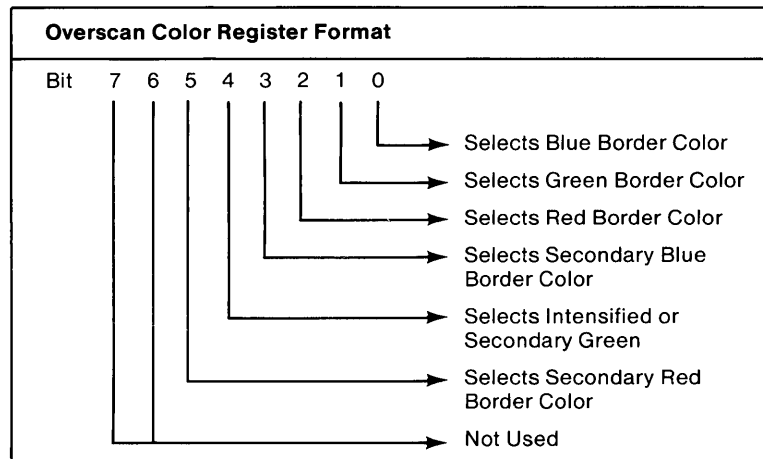 Overscan Color Register Format
Bit 7 6 5 4 3 2 1 0
Selects Blue Border Color
Selects Green Border Color
Selects Red Border Color
Selects Secondary Blue
Border Color
Selects Intensified or
Secondary Green
Selects Secondary Red
Border Color
Not Used